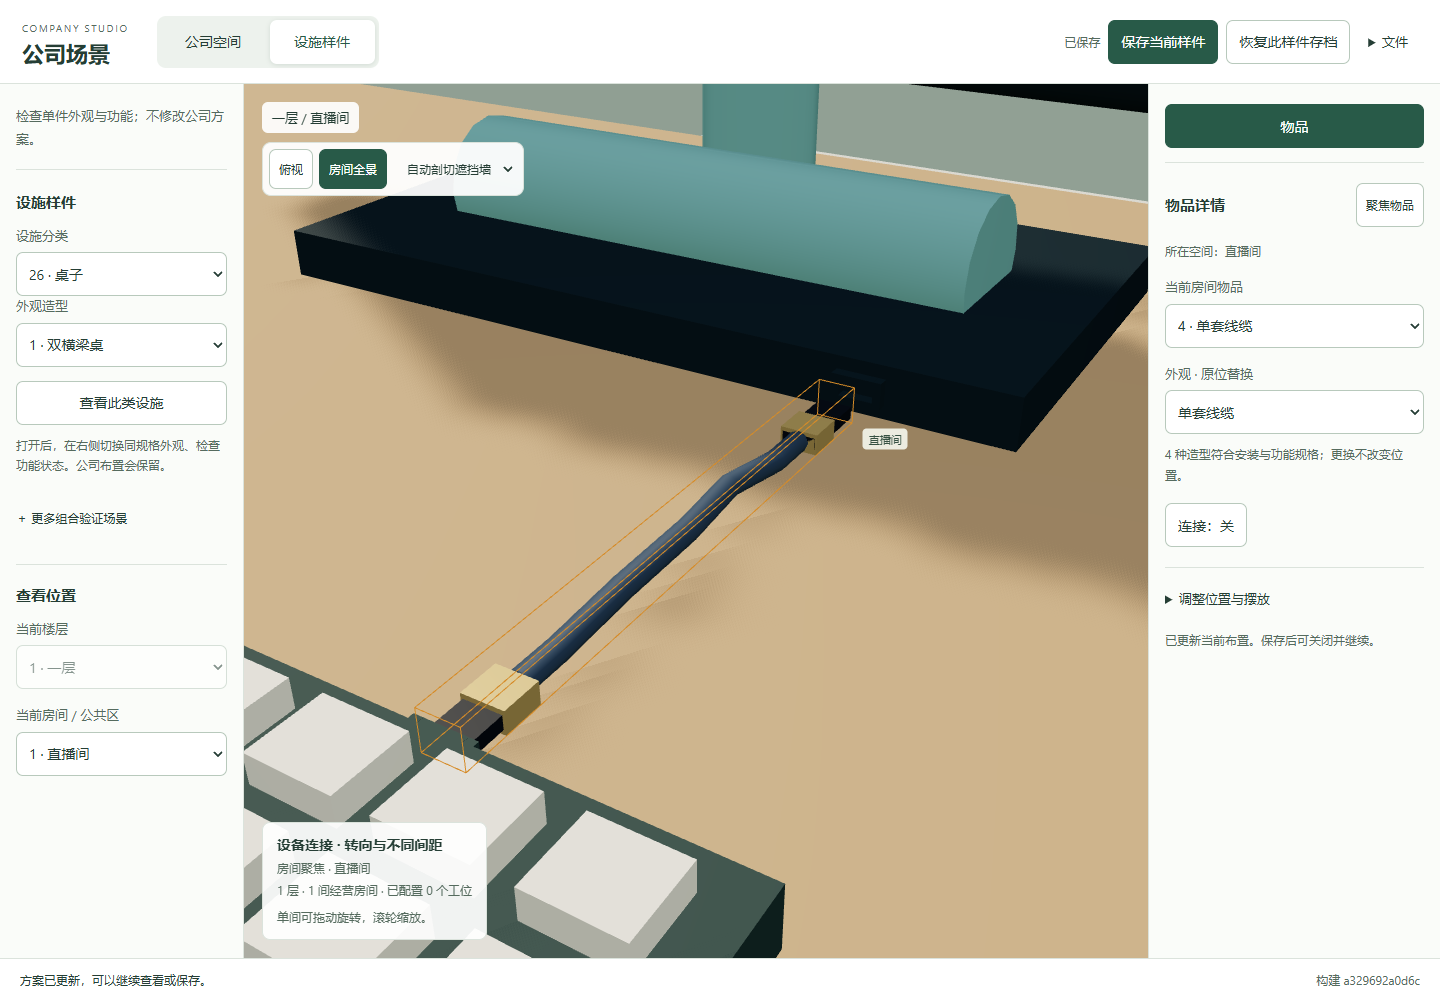 COMPANY STUDIO
公司场景
公司空间
设施样件
已保存
保存当前样件
恢复此样件存档
文件
检查单件外观与功能；不修改公司方案。
设施样件
设施分类
26 · 桌子
外观造型
1 · 双横梁桌
查看此类设施
打开后，在右侧切换同规格外观、检查
功能状态。公司布置会保留。
+ 更多组合验证场景
查看位置
当前楼层
1 · 一层
当前房间 / 公共区
1 · 直播间
一层 / 直播间
俯视
房间全景
自动剖切遮挡墙
直播间
设备连接 · 转向与不同间距
房间聚焦 · 直播间
1 层 · 1 间经营房间 · 已配置 0 个工位
单间可拖动旋转，滚轮缩放。
物品
物品详情
聚焦物品
所在空间：直播间
当前房间物品
4 · 单套线缆
外观 · 原位替换
单套线缆
4 种造型符合安装与功能规格；更换不改变位
置。
连接：关
调整位置与摆放
已更新当前布置。保存后可关闭并继续。
方案已更新，可以继续查看或保存。
构建 a329692a0d6c